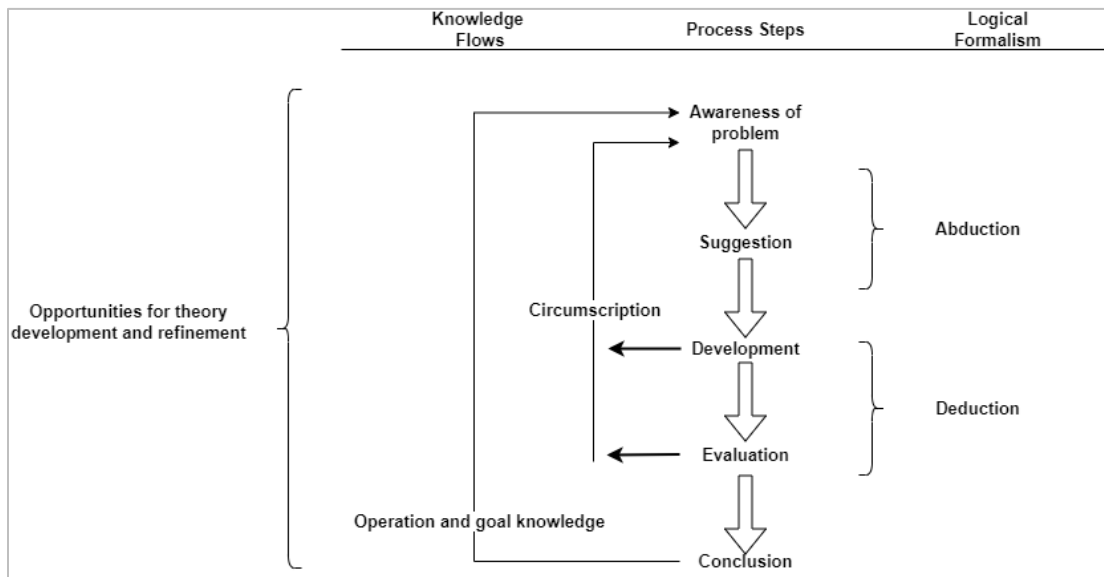 Knowledge
Flows
Process Steps
Logical
Formalism
Awareness of
problem
Abduction
Suggestion
Opportunities for theory
development and refinement
Circumscription
Development
Deduction
Evaluation
Operation and goal knowledge
Conclusion